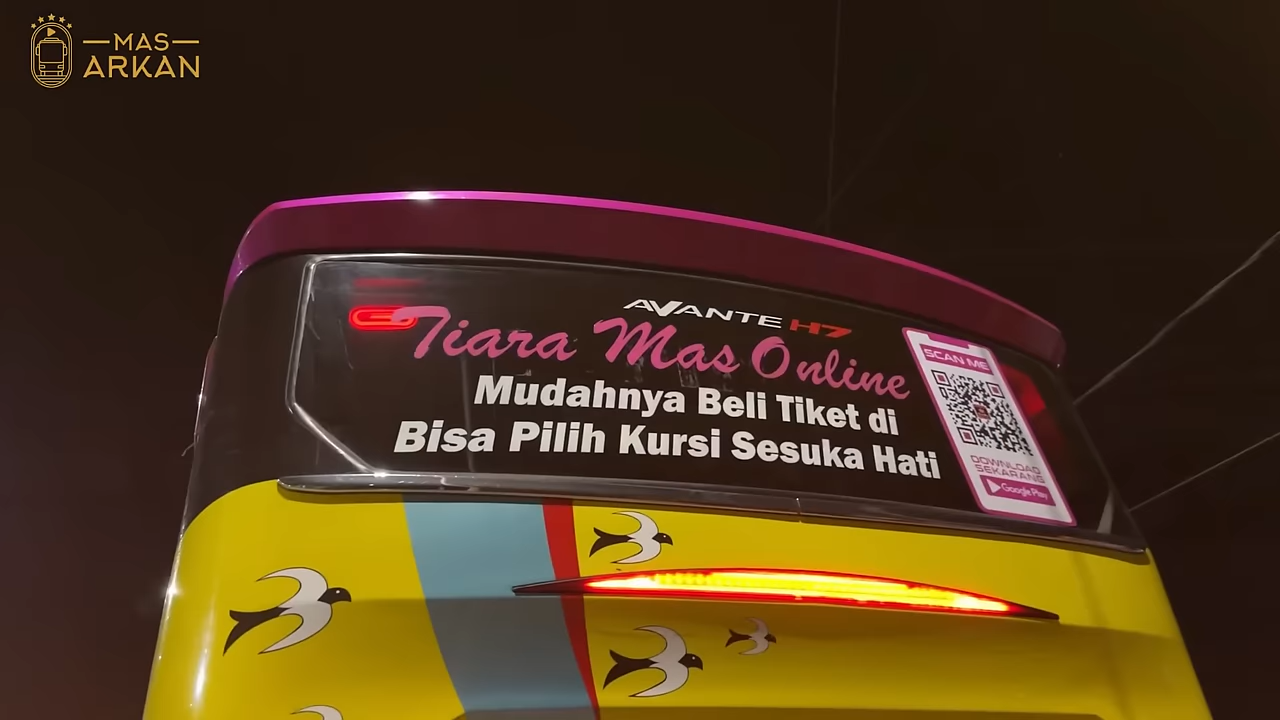 MAS
ARKAN
AVANTE H7
Tiara Mas Online
Mudahnya Beli Tiket di
Bisa Pilih Kursi Sesuka Hati
SCAN ME
DOWNLOAD
SEKARANG
Google Play